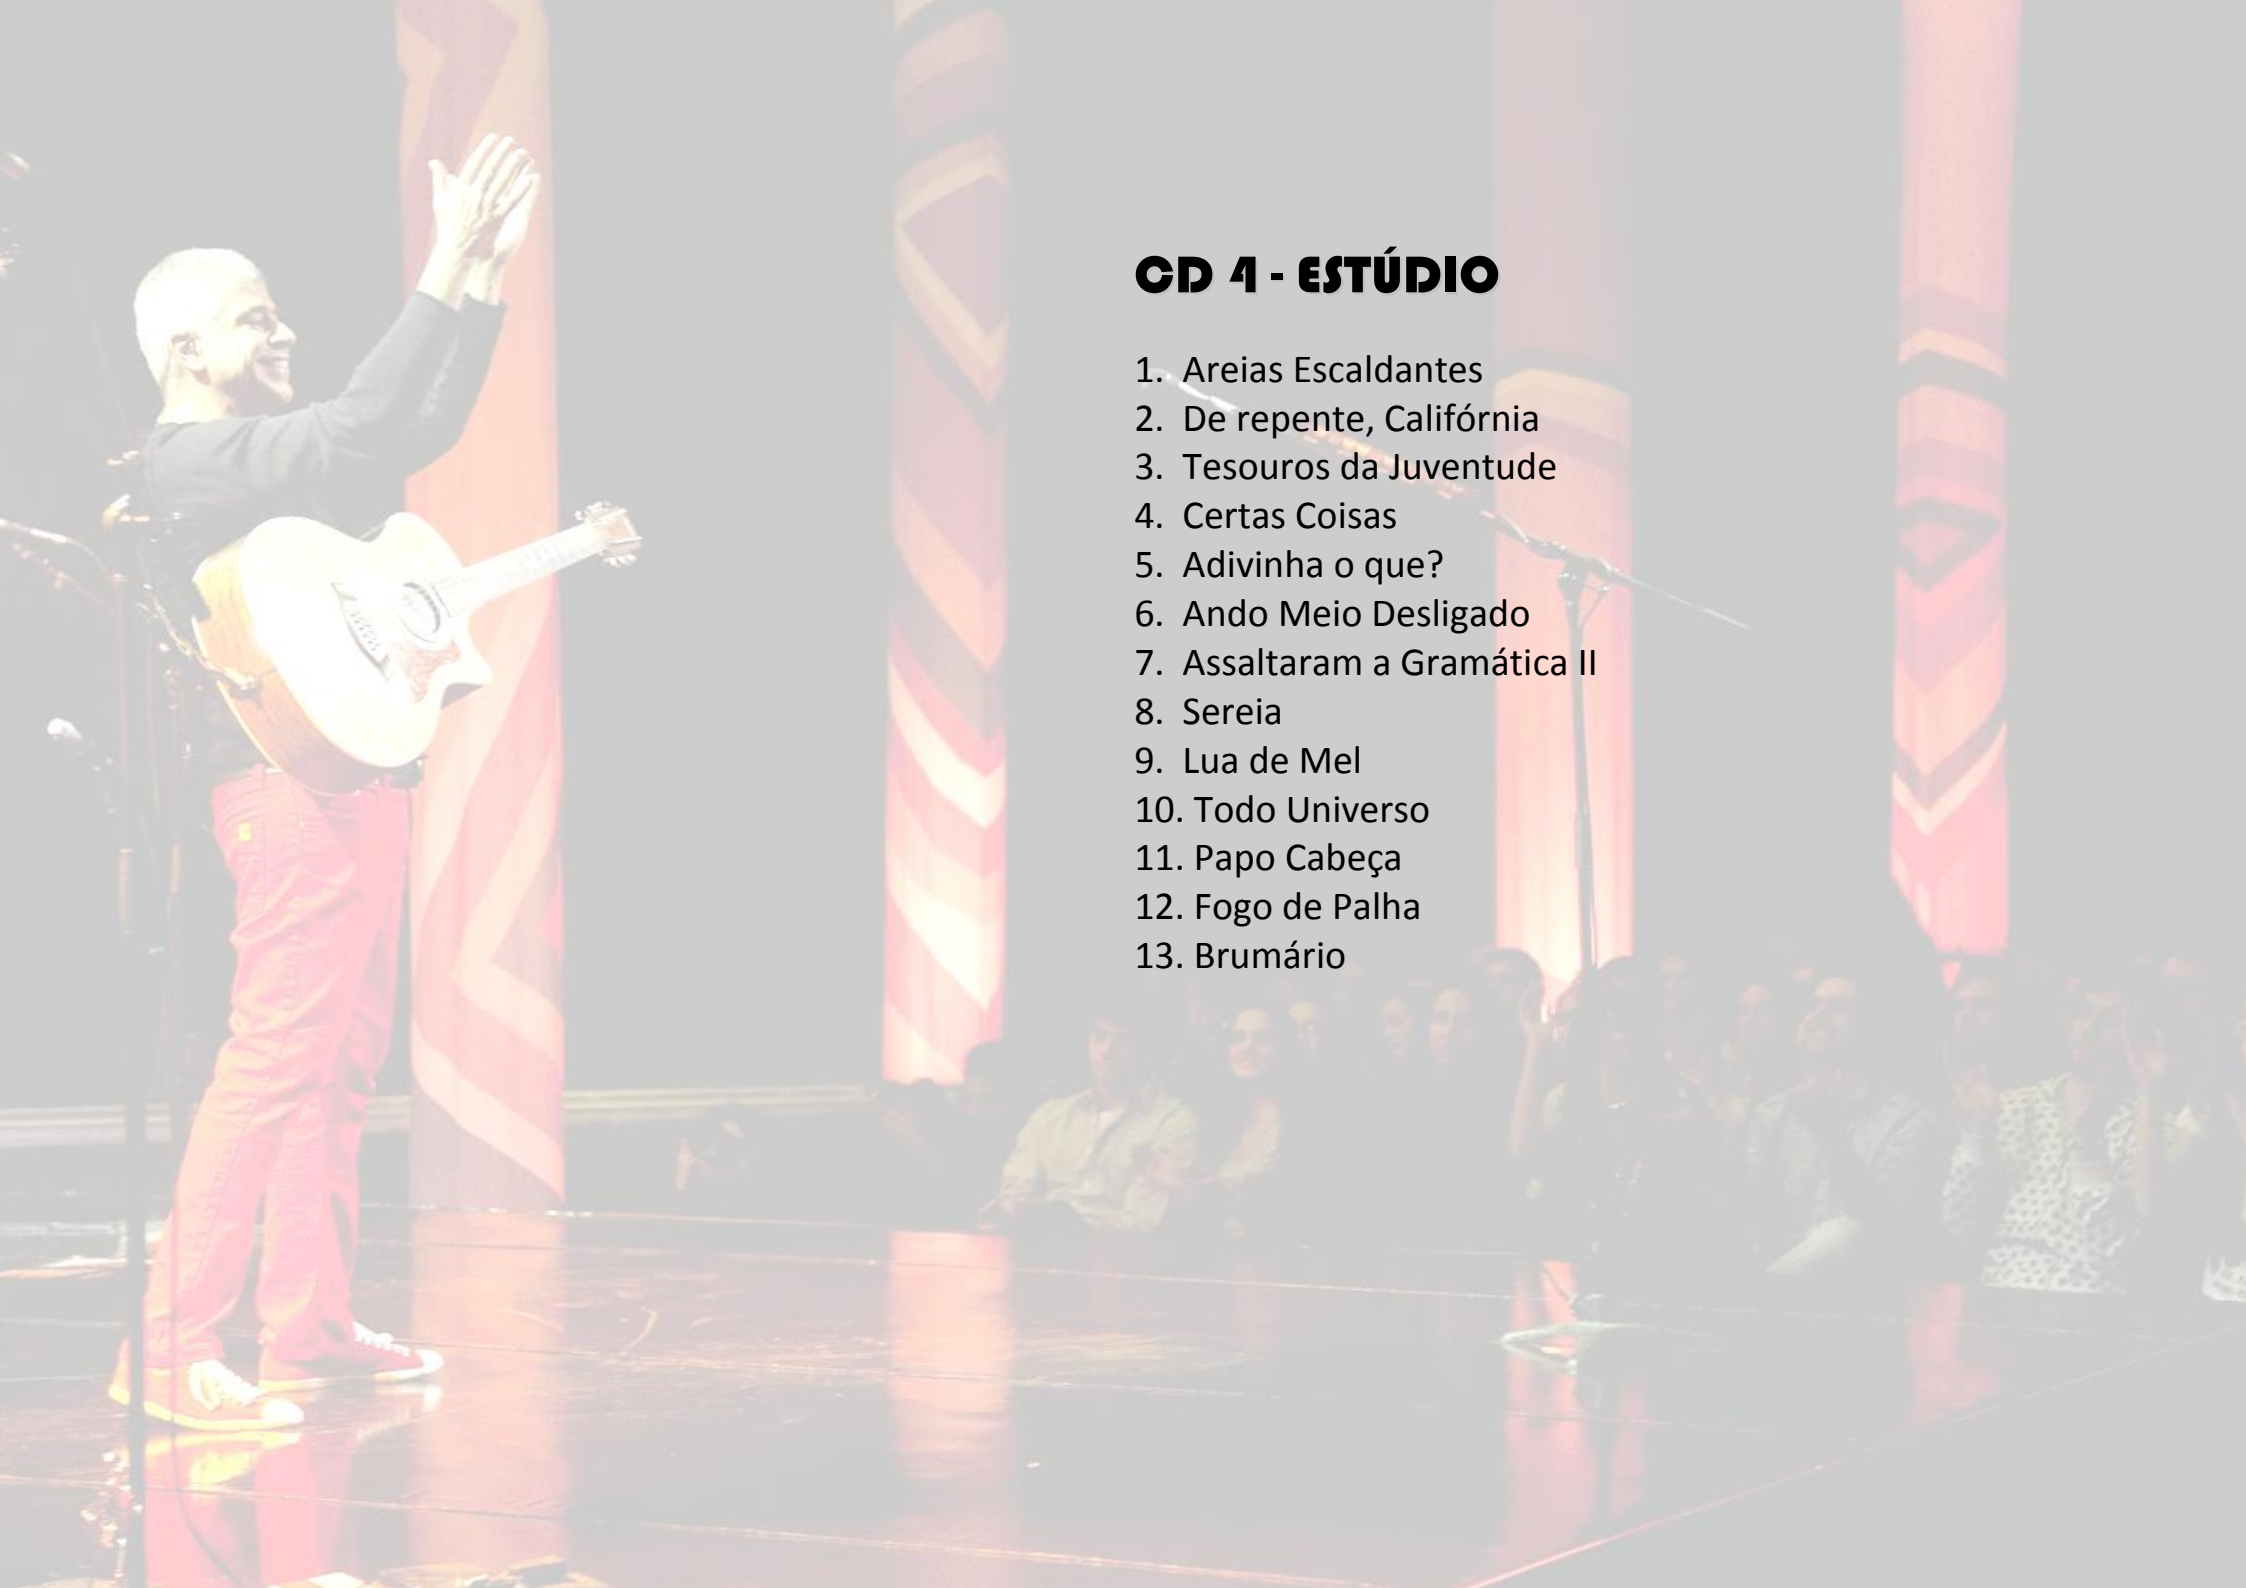 CD 4 - ESTÚDIO
1. Areias Escaldantes
2. De repente, Califórnia
3. Tesouros da Juventude
4. Certas Coisas
5. Adivinha o que?
6. Ando Meio Desligado
7. Assaltaram a Gramática II
8. Sereia
9. Lua de Mel
10. Todo Universo
11. Papo Cabeça
12. Fogo de Palha
13. Brumário